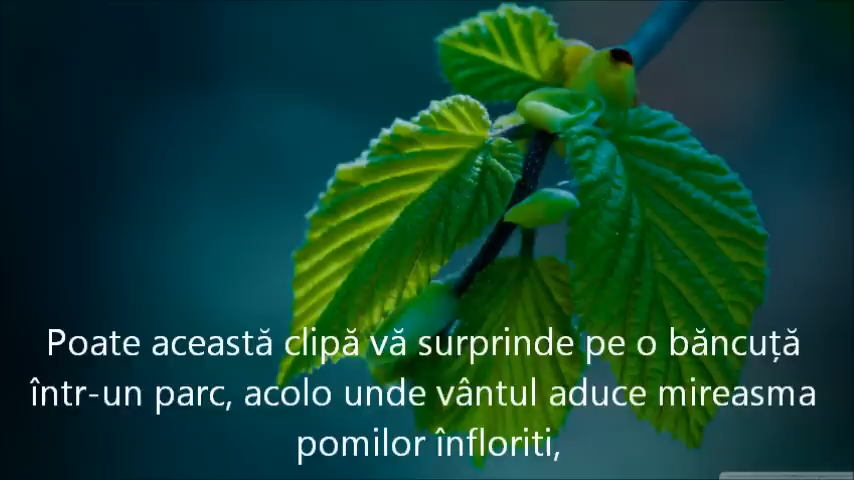 Poate această clipă vă surprinde pe o băncuță
într-un parc, acolo unde vântul aduce mireasma
pomilor înfloriti,